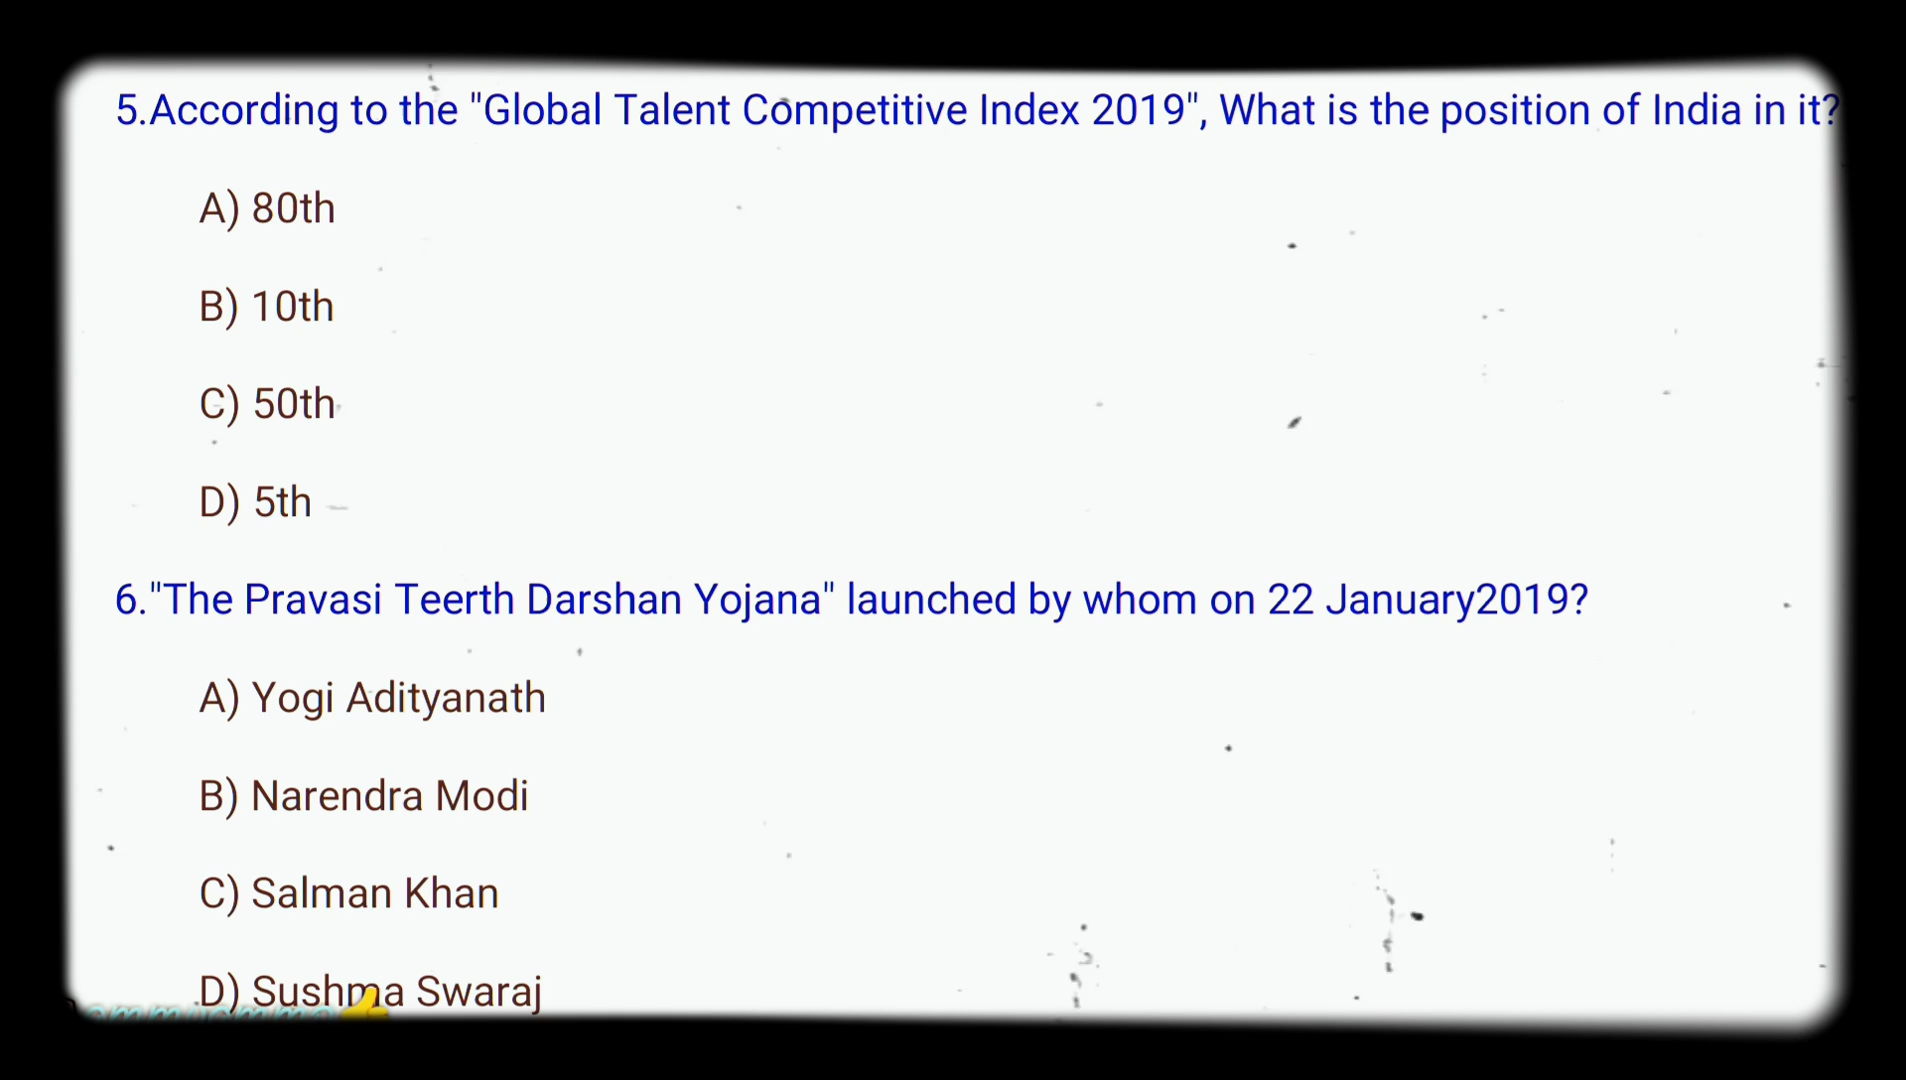 5.According to the "Global Talent Competitive Index 2019", What is the position of India in it?
A) 80th
B) 10th
C) 50th
D) 5th
6."The Pravasi Teerth Darshan Yojana" launched by whom on 22 January2019?
A) Yogi Adityanath
B) Narendra Modi
C) Salman Khan
D) Sushma Swaraj